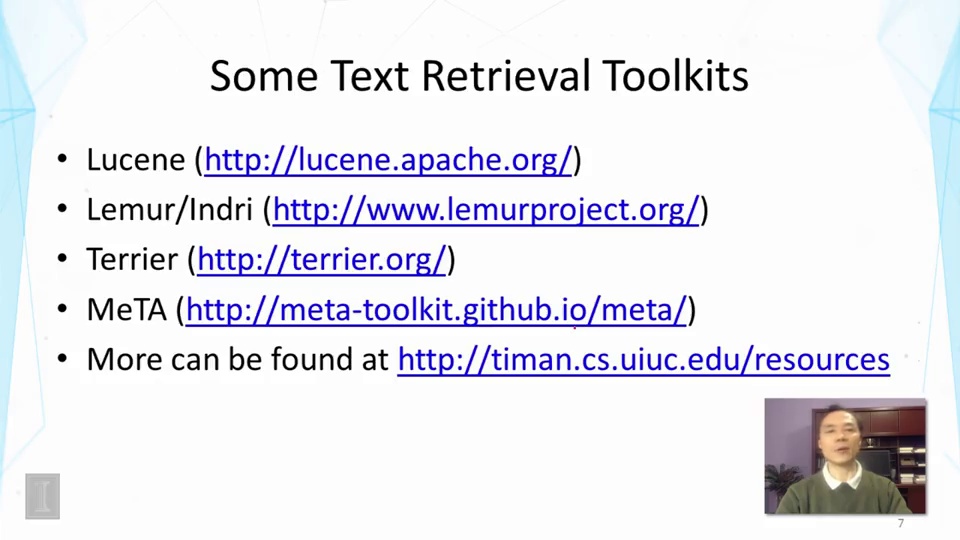 Some Text Retrieval Toolkits
• Lucene (http://lucene.apache.org/)
• Lemur/Indri (http://www.lemurproject.org/)
• Terrier (http://terrier.org/)
• MeTA (http://meta-toolkit.github.io/meta/)
• More can be found at http://timan.cs.uiuc.edu/resources
I
7